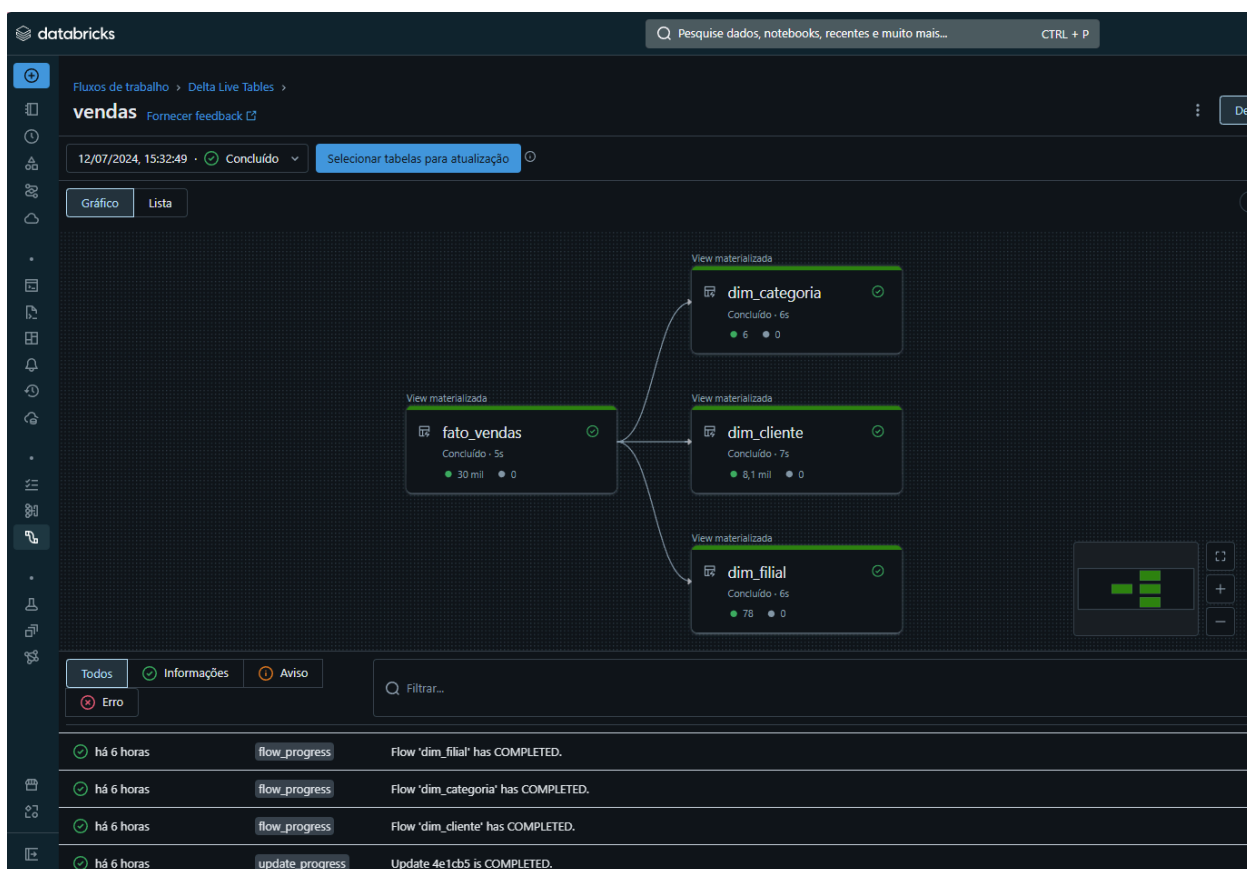 databricks
Pesquise dados, notebooks, recentes e muito mais... CTRL + P
Fluxos de trabalho › Delta Live Tables ›
vendas Fornecer feedback
De
12/07/2024, 15:32:49 · Concluído
Selecionar tabelas para atualização
Gráfico Lista
View materializada
dim_categoria
Concluído - 6s
6 0
View materializada
fato_vendas
Concluído - 5s
30 mil 0
View materializada
dim_cliente
Concluído - 7s
8,1 mil 0
View materializada
dim_filial
Concluído - 6s
78 0
Todos Informações Aviso
Erro
Filtrar...
há 6 horas flow_progress Flow 'dim_filial' has COMPLETED.
há 6 horas flow_progress Flow 'dim_categoria' has COMPLETED.
há 6 horas flow_progress Flow 'dim_cliente' has COMPLETED.
há 6 horas update_progress Update 4e1cb5 is COMPLETED.